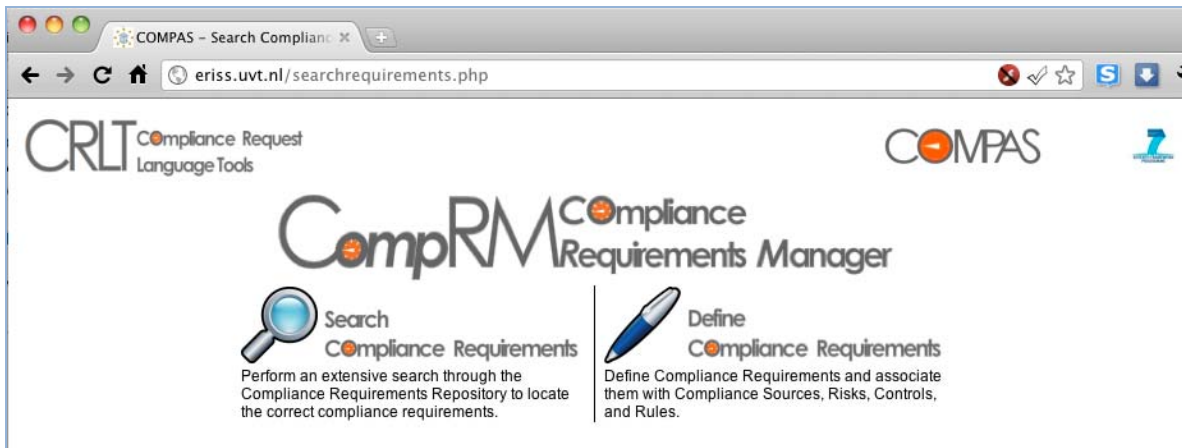 COMPAS – Search Complianc
eriss.uvt.nl/searchrequirements.php
CRLT Compliance Request
Language Tools
COMPAS
7
CompRM Compliance
Requirements Manager
Search
Compliance Requirements
Perform an extensive search through the
Compliance Requirements Repository to locate
the correct compliance requirements.
Define
Compliance Requirements
Define Compliance Requirements and associate
them with Compliance Sources, Risks, Controls,
and Rules.